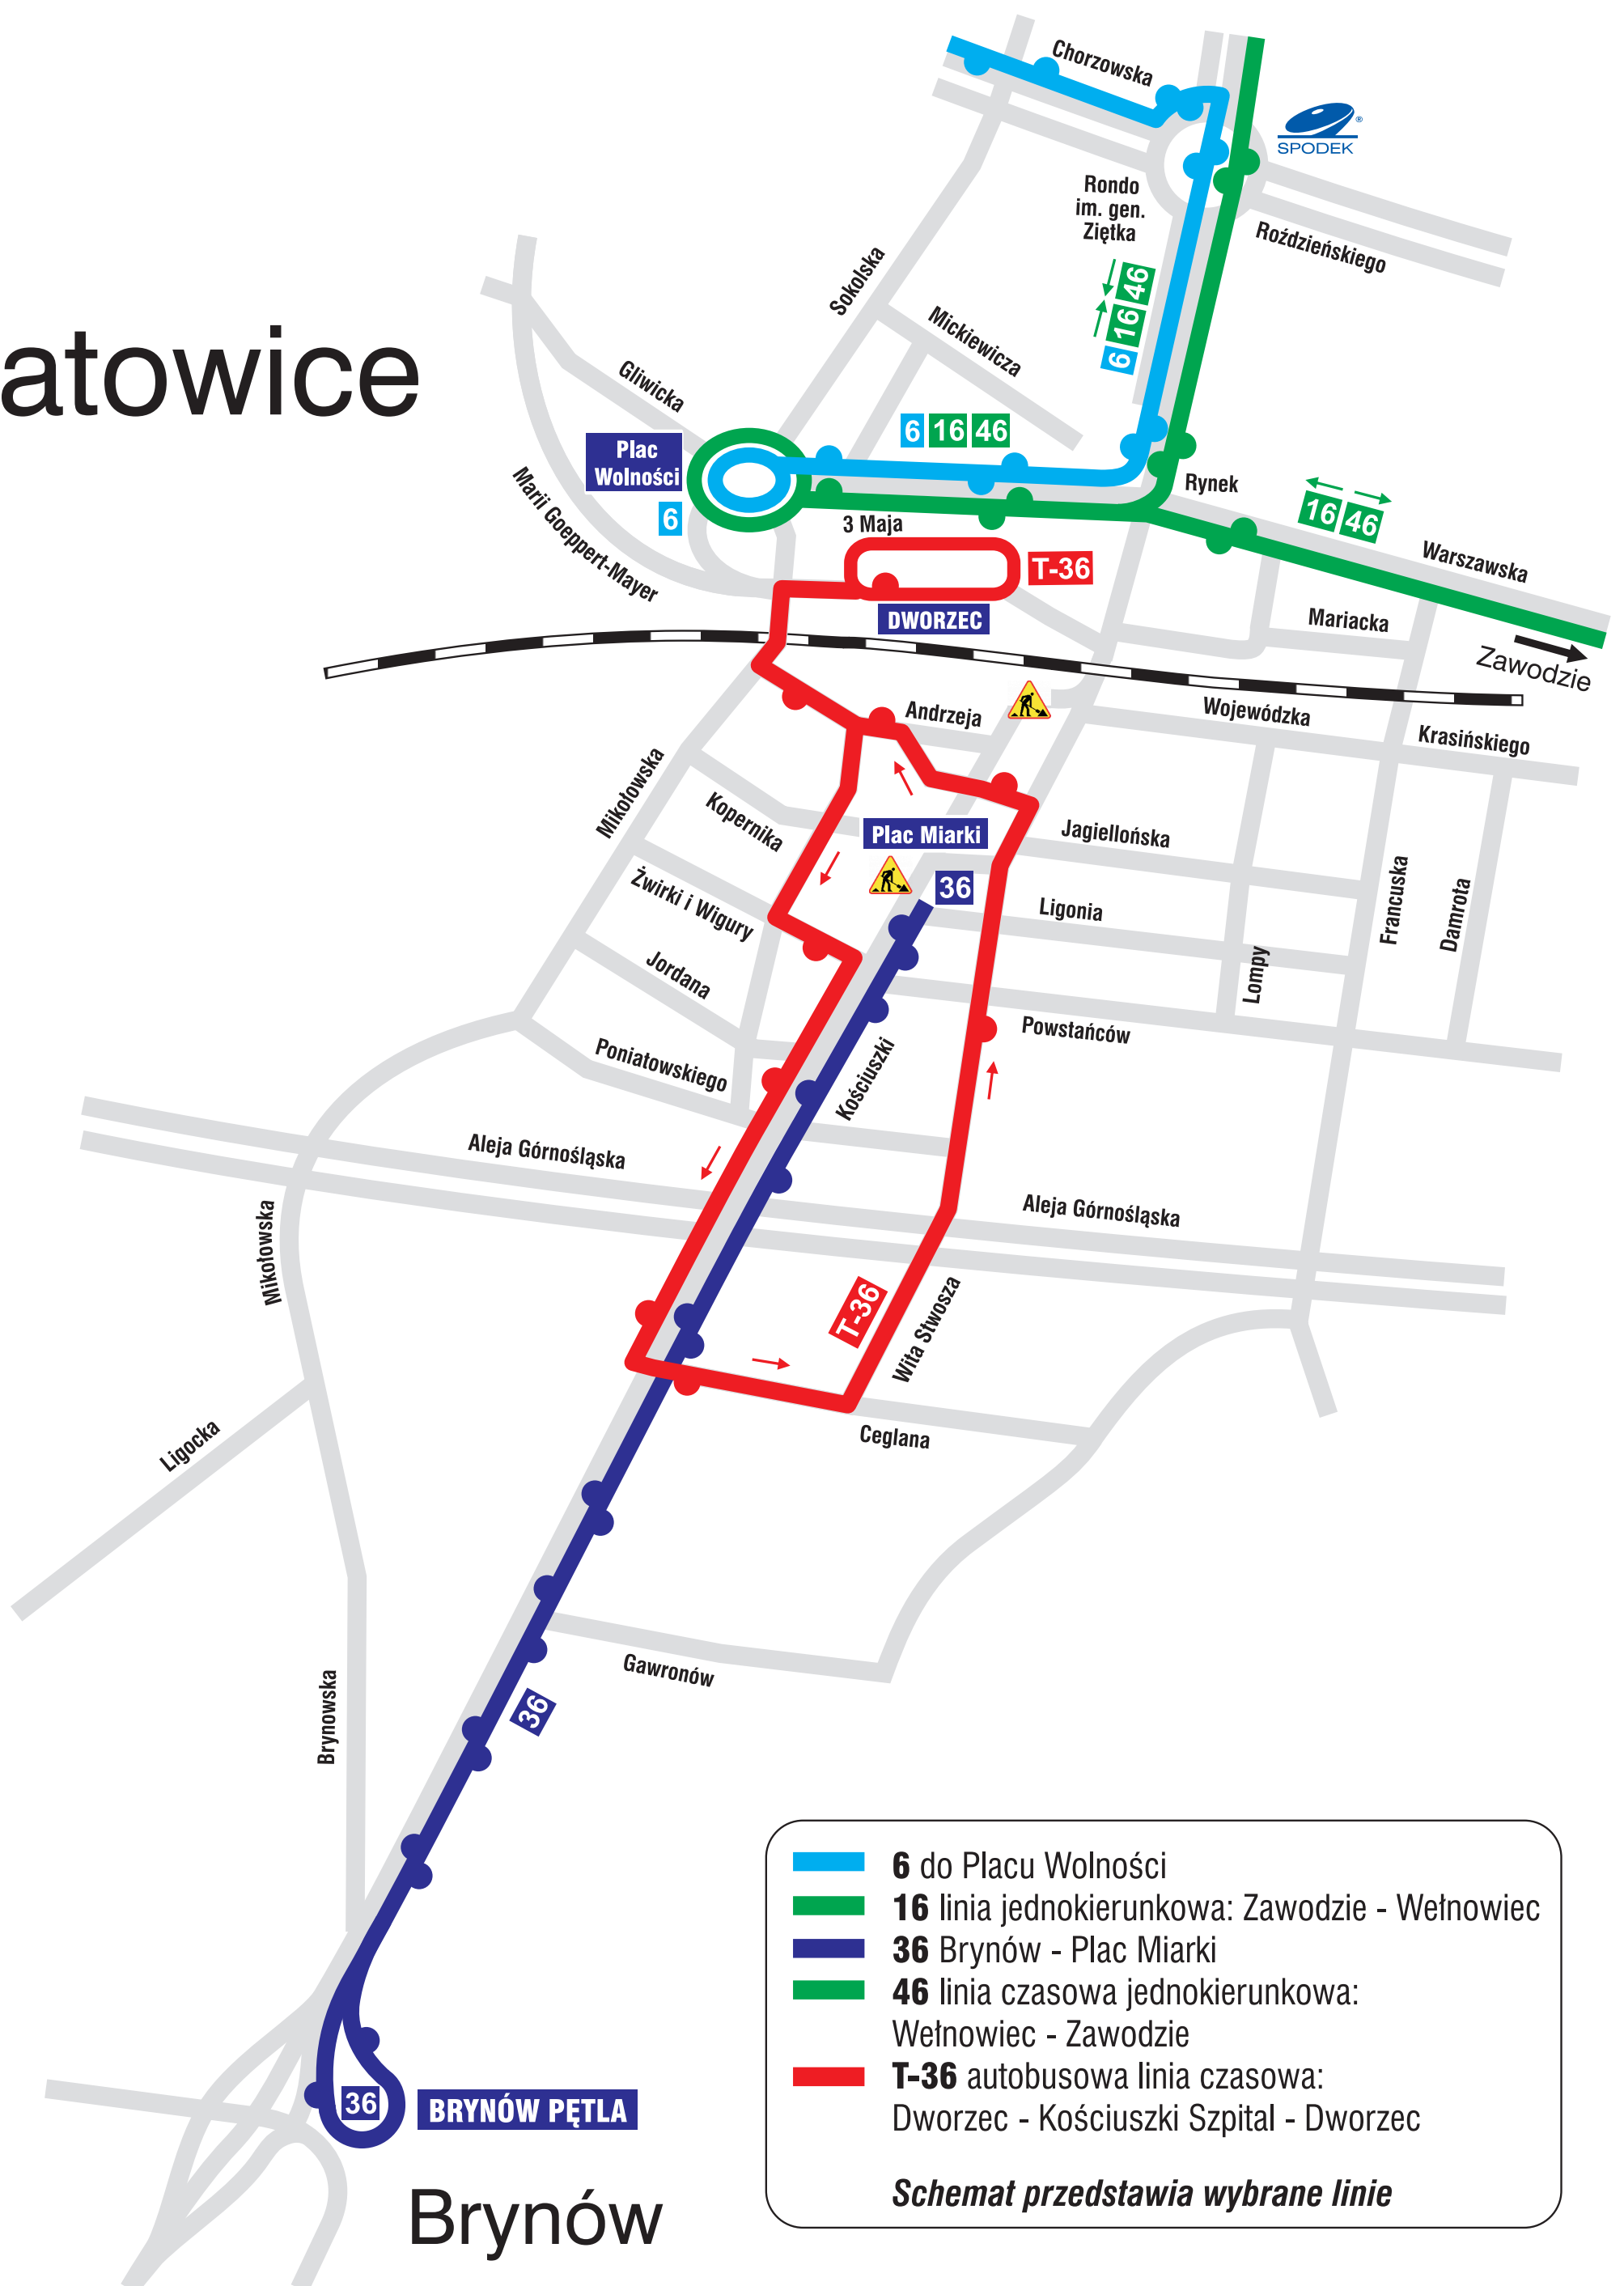 Chorzowska
SPODEK
®
Rondo
im. gen.
Ziętka
Roździeńskiego
Sokolska
46
16
6
Mickiewicza
atowice
Gliwicka
6 16 46
Plac
Wolności
6
Marii Goeppert-Mayer
3 Maja
Rynek
16 46
Warszawska
T-36
DWORZEC
Mariacka
Zawodzie
Andrzeja
Wojewódzka
Krasińskiego
Mikołowska
Kopernika
Plac Miarki
Jagiellońska
36
Żwirki i Wigury
Ligonia
Francuska
Damrota
Lompy
Jordana
Powstańców
Poniatowskiego
Kościuszki
Aleja Górnośląska
Aleja Górnośląska
Mikołowska
T-36
Wita Stwosza
Ligocka
Ceglana
Gawronów
36
Brynowska
36
BRYNÓW PĘTLA
Brynów
6 do Placu Wolności
16 linia jednokierunkowa: Zawodzie - Wełnowiec
36 Brynów - Plac Miarki
46 linia czasowa jednokierunkowa:
Wełnowiec - Zawodzie
T-36 autobusowa linia czasowa:
Dworzec - Kościuszki Szpital - Dworzec
Schemat przedstawia wybrane linie